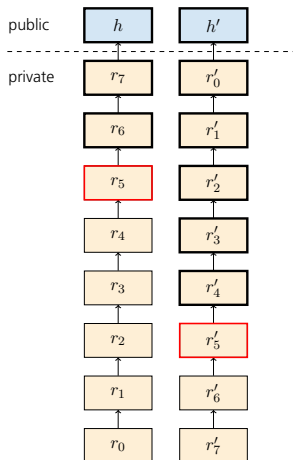 public h h′
private r₇ r′₀
r₆ r′₁
r₅ r′₂
r₄ r′₃
r₃ r′₄
r₂ r′₅
r₁ r′₆
r₀ r′₇